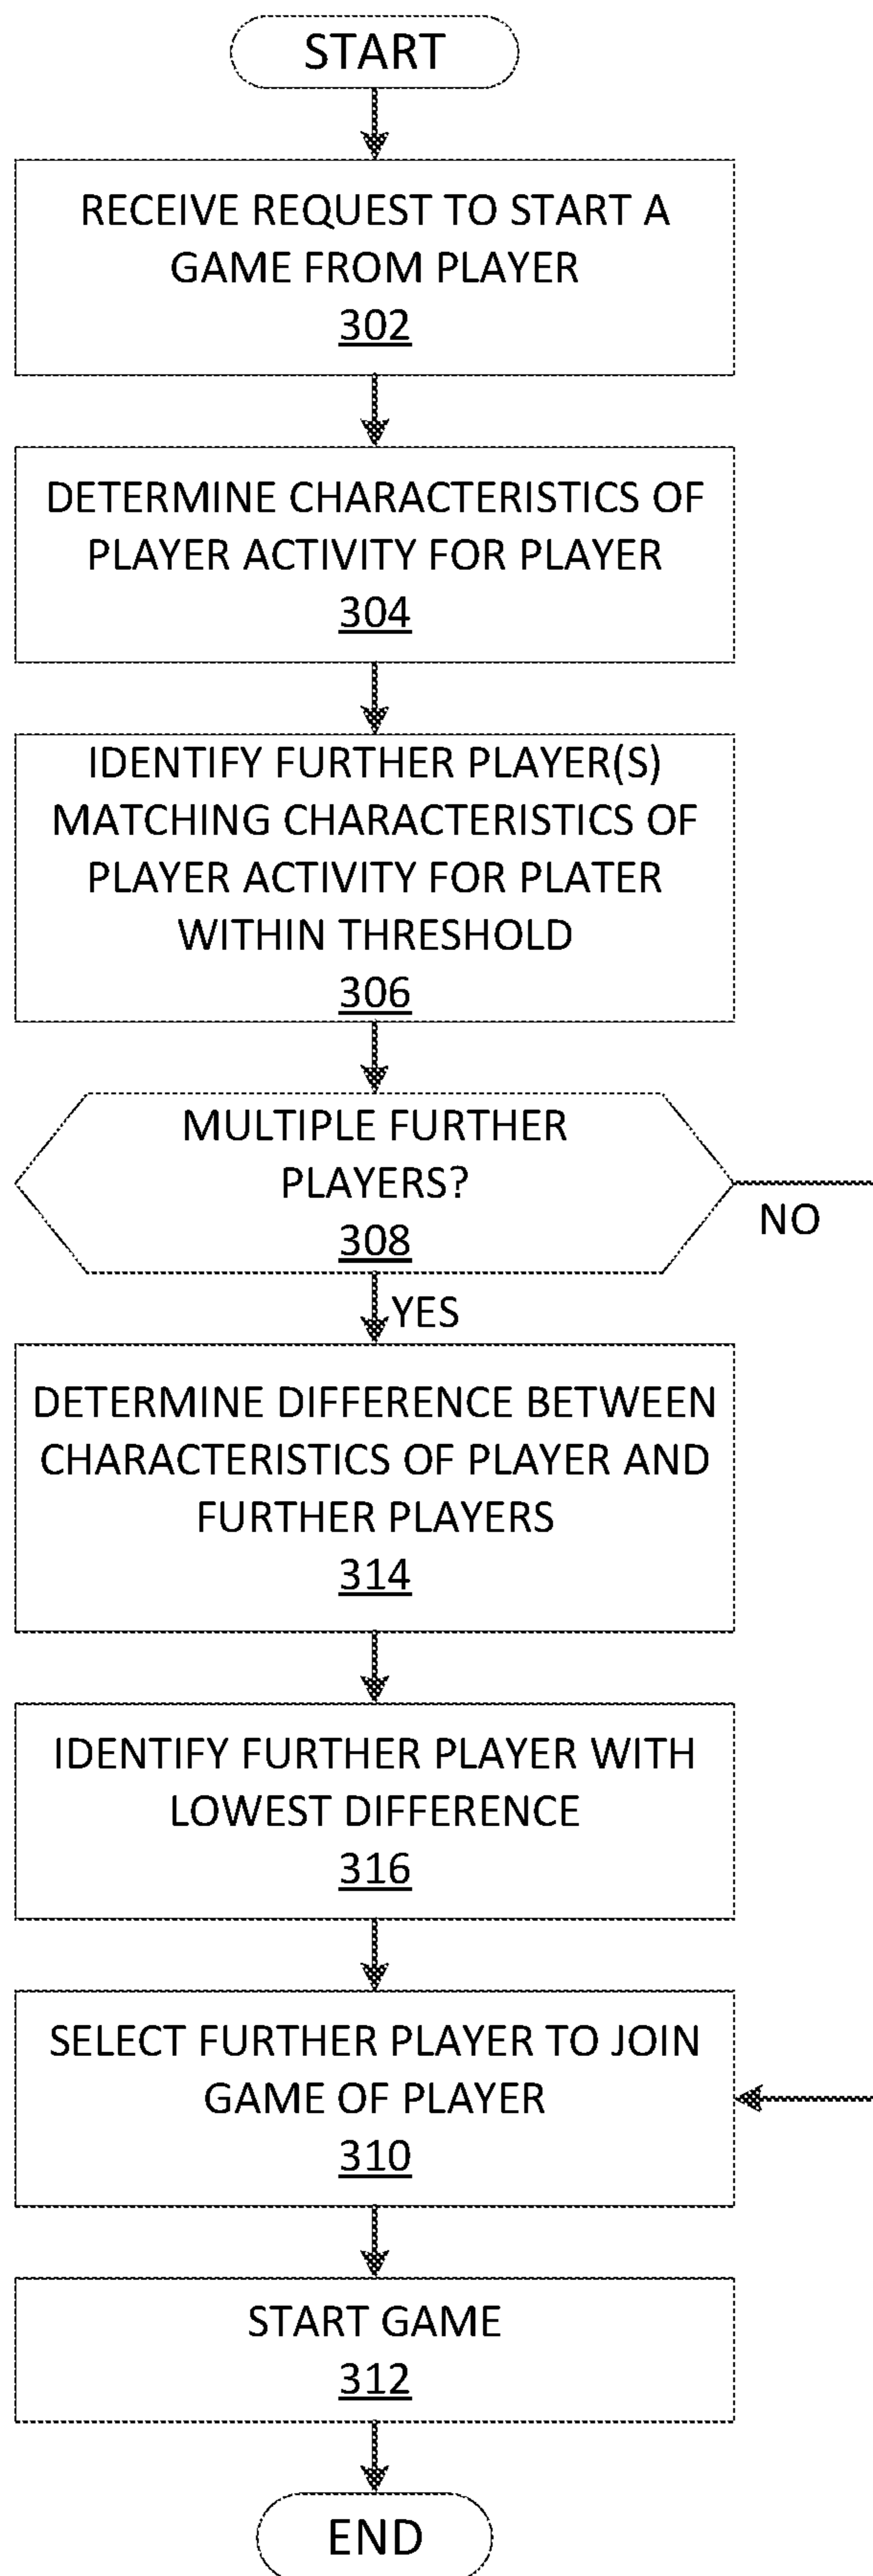 START
RECEIVE REQUEST TO START A
GAME FROM PLAYER
302
DETERMINE CHARACTERISTICS OF
PLAYER ACTIVITY FOR PLAYER
304
IDENTIFY FURTHER PLAYER(S)
MATCHING CHARACTERISTICS OF
PLAYER ACTIVITY FOR PLATER
WITHIN THRESHOLD
306
MULTIPLE FURTHER
PLAYERS?
308
NO
YES
DETERMINE DIFFERENCE BETWEEN
CHARACTERISTICS OF PLAYER AND
FURTHER PLAYERS
314
IDENTIFY FURTHER PLAYER WITH
LOWEST DIFFERENCE
316
SELECT FURTHER PLAYER TO JOIN
GAME OF PLAYER
310
START GAME
312
END